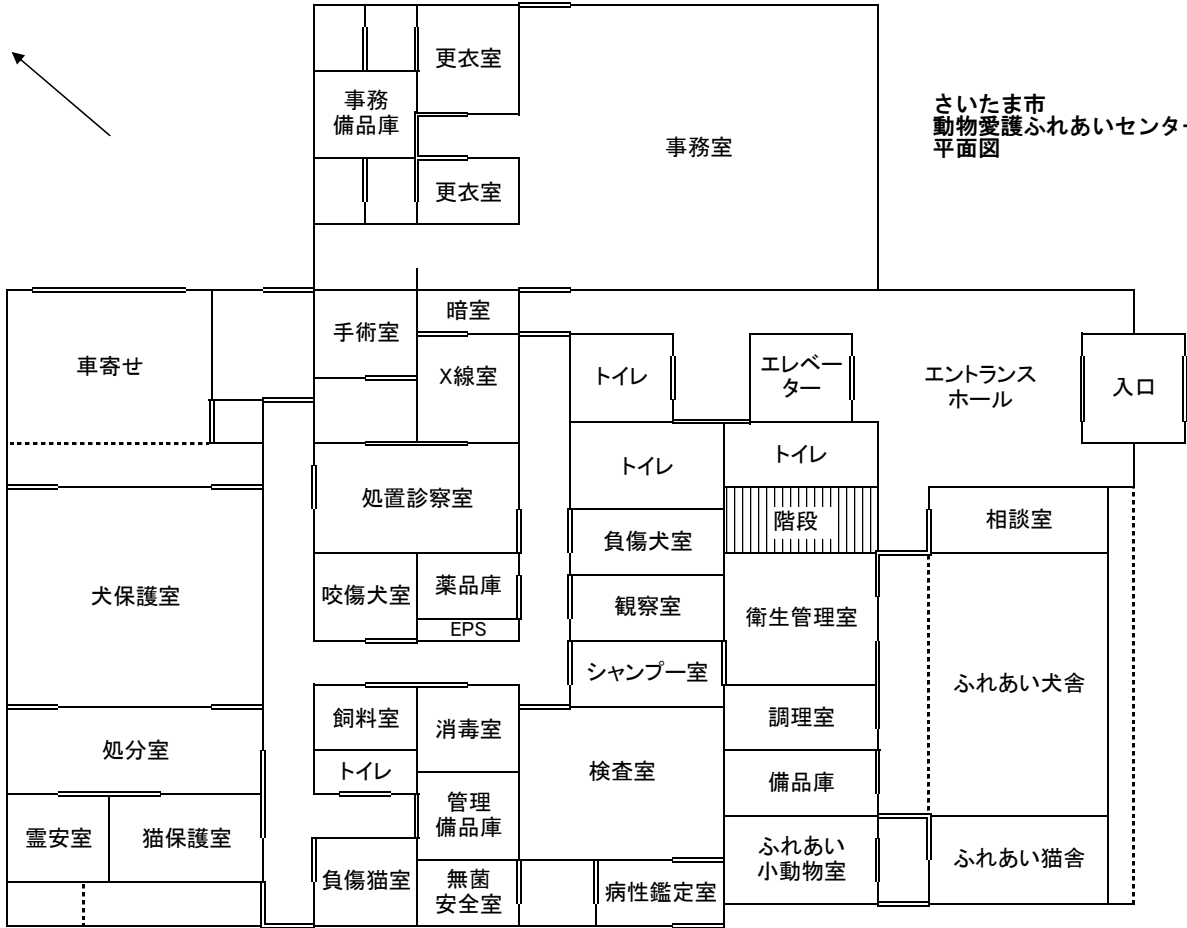 さいたま市
動物愛護ふれあいセンター
平面図
更衣室
事務
備品庫
事務室
更衣室
暗室
手術室
車寄せ
X線室
トイレ
エレベー
ター
エントランス
ホール
入口
トイレ
トイレ
処置診察室
階段
相談室
負傷犬室
犬保護室
咬傷犬室
薬品庫
観察室
衛生管理室
EPS
シャンプー室
ふれあい犬舎
飼料室
消毒室
調理室
処分室
トイレ
検査室
備品庫
管理
備品庫
霊安室
猫保護室
ふれあい
小動物室
ふれあい猫舎
負傷猫室
無菌
安全室
病性鑑定室